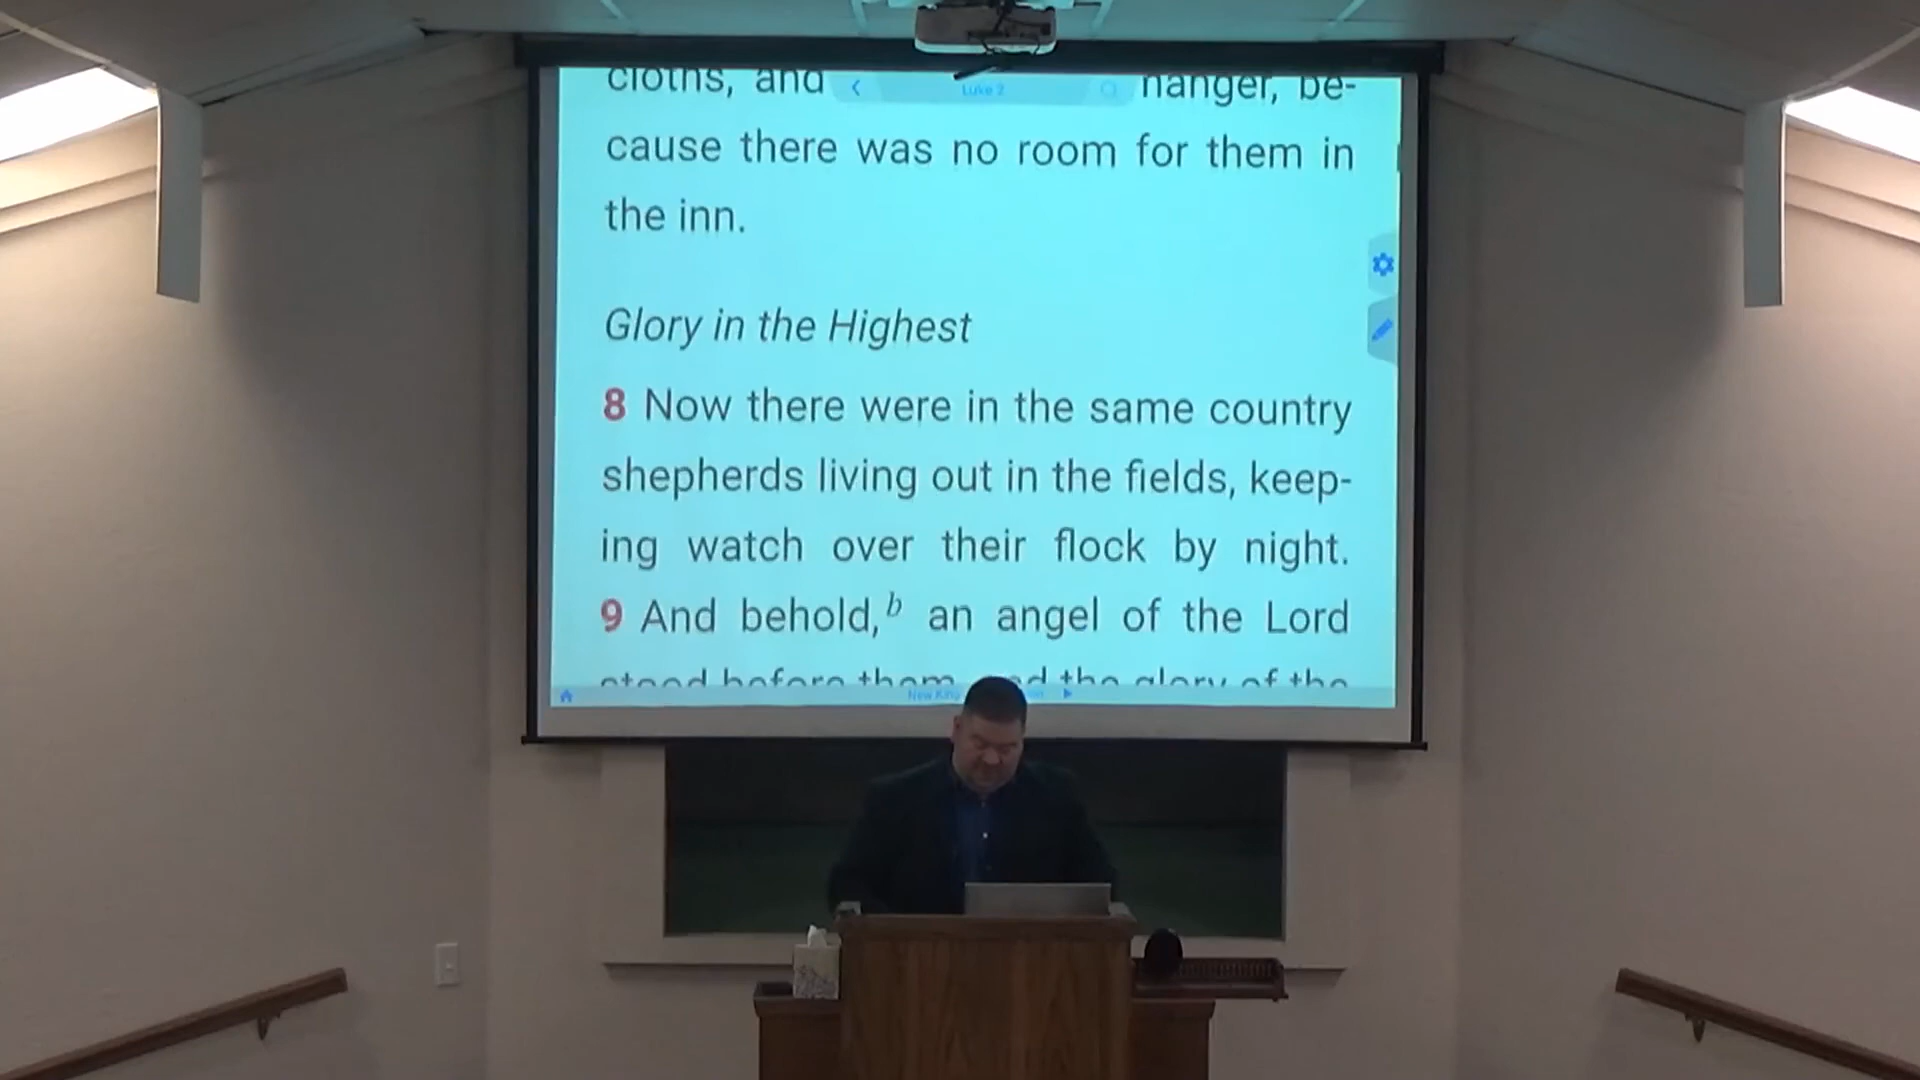 cloths, and
Luke 2
manger, be-
cause there was no room for them in
the inn.
Glory in the Highest
8 Now there were in the same country
shepherds living out in the fields, keep-
ing watch over their flock by night.
9 And behold,b an angel of the Lord
stood before them, and the glory of the
New King